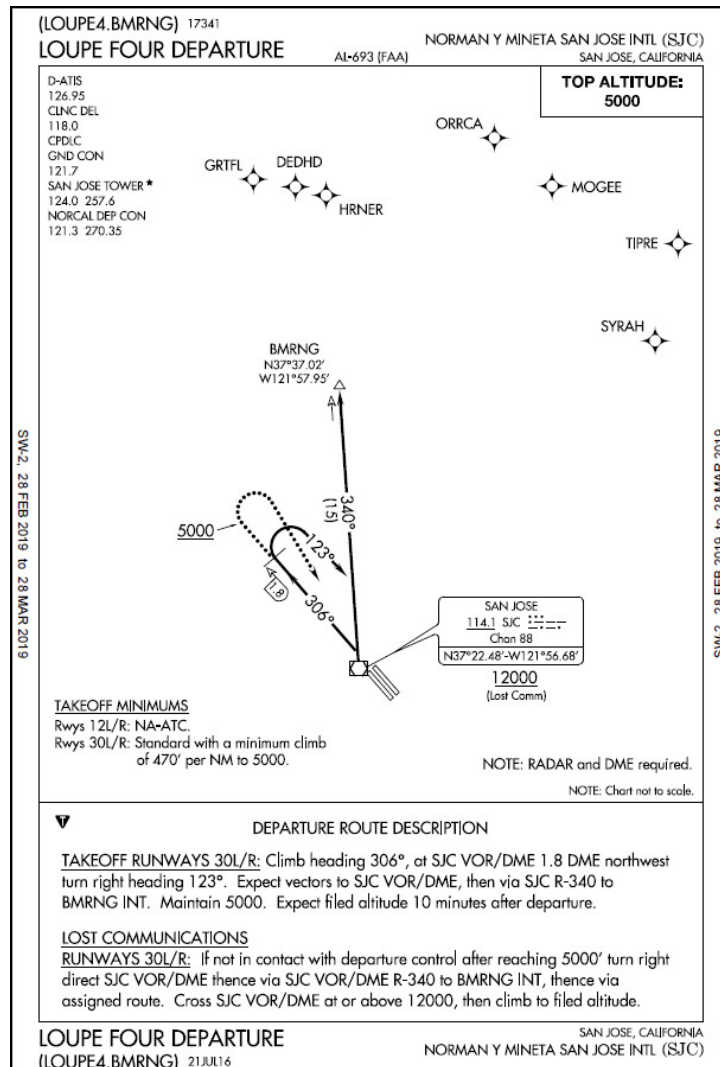 (LOUPE4.BMRNG) 17341
LOUPE FOUR DEPARTURE
AL-693 (FAA)
NORMAN Y MINETA SAN JOSE INTL (SJC)
SAN JOSE, CALIFORNIA
D-ATIS
126.95
CLNC DEL
118.0
CPDLC
GND CON
121.7
SAN JOSE TOWER★
124.0 257.6
NORCAL DEP CON
121.3 270.35
TOP ALTITUDE:
5000
ORRCA
GRTFL
DEDHD
HRNER
MOGEE
TIPRE
SYRAH
BMRNG
N37°37.02'
W121°57.95'
340°
(15)
5000
123°
1.8
306°
SAN JOSE
114.1 SJC
Chan 88
N37°22.48'-W121°56.68'
12000
(Lost Comm)
TAKEOFF MINIMUMS
Rwys 12L/R: NA-ATC.
Rwys 30L/R: Standard with a minimum climb
of 470' per NM to 5000.
NOTE: RADAR and DME required.
NOTE: Chart not to scale.
SW-2, 28 FEB 2019 to 28 MAR 2019
SW-2, 28 FEB 2019 to 28 MAR 2019
T
DEPARTURE ROUTE DESCRIPTION
TAKEOFF RUNWAYS 30L/R: Climb heading 306°, at SJC VOR/DME 1.8 DME northwest
turn right heading 123°. Expect vectors to SJC VOR/DME, then via SJC R-340 to
BMRNG INT. Maintain 5000. Expect filed altitude 10 minutes after departure.
LOST COMMUNICATIONS
RUNWAYS 30L/R: If not in contact with departure control after reaching 5000' turn right
direct SJC VOR/DME thence via SJC VOR/DME R-340 to BMRNG INT, thence via
assigned route. Cross SJC VOR/DME at or above 12000, then climb to filed altitude.
LOUPE FOUR DEPARTURE
(LOUPE4.BMRNG) 21JUL16
SAN JOSE, CALIFORNIA
NORMAN Y MINETA SAN JOSE INTL (SJC)